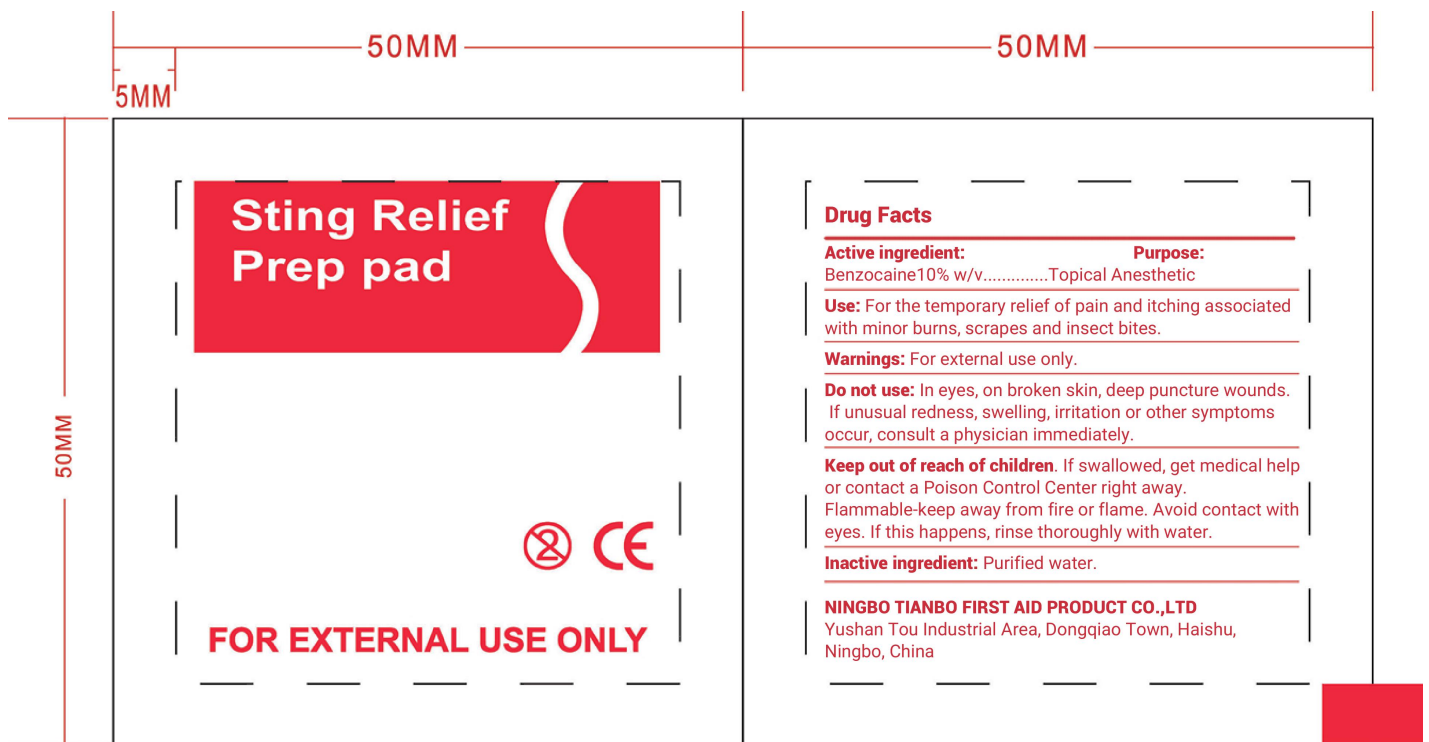 50MM
50MM
5MM
50MM
Sting Relief
Prep pad
2
CE
FOR EXTERNAL USE ONLY
Drug Facts
Active ingredient: Purpose:
Benzocaine10% w/v..............Topical Anesthetic
Use: For the temporary relief of pain and itching associated
with minor burns, scrapes and insect bites.
Warnings: For external use only.
Do not use: In eyes, on broken skin, deep puncture wounds.
If unusual redness, swelling, irritation or other symptoms
occur, consult a physician immediately.
Keep out of reach of children. If swallowed, get medical help
or contact a Poison Control Center right away.
Flammable-keep away from fire or flame. Avoid contact with
eyes. If this happens, rinse thoroughly with water.
Inactive ingredient: Purified water.
NINGBO TIANBO FIRST AID PRODUCT CO.,LTD
Yushan Tou Industrial Area, Dongqiao Town, Haishu,
Ningbo, China